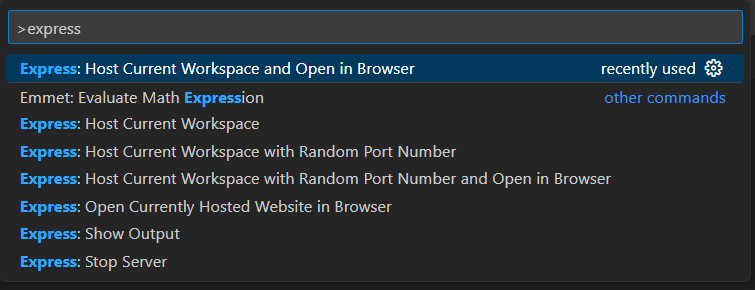 >express
Express: Host Current Workspace and Open in Browser recently used
Emmet: Evaluate Math Expression other commands
Express: Host Current Workspace
Express: Host Current Workspace with Random Port Number
Express: Host Current Workspace with Random Port Number and Open in Browser
Express: Open Currently Hosted Website in Browser
Express: Show Output
Express: Stop Server